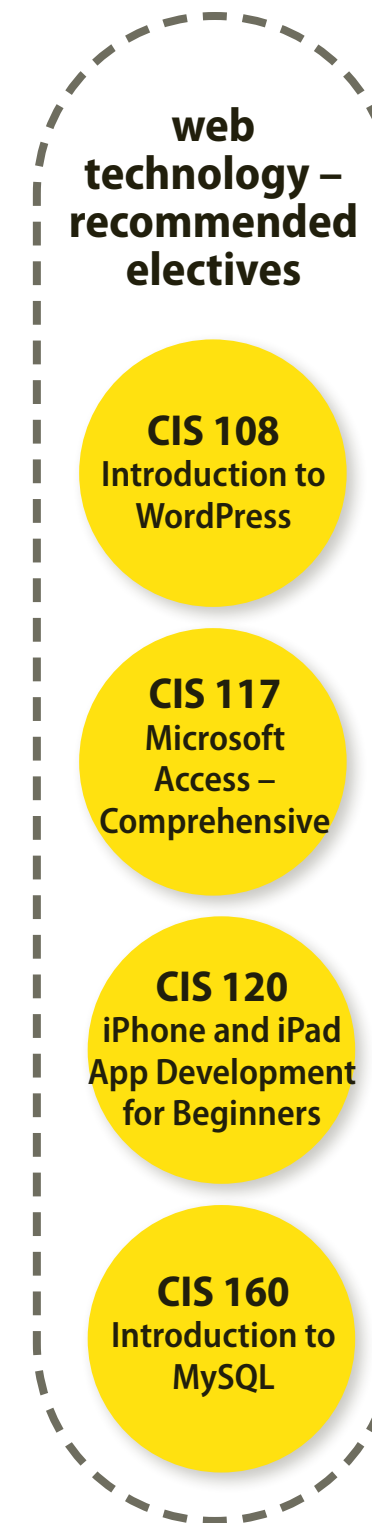 web
technology –
recommended
electives
CIS 108
Introduction to
WordPress
CIS 117
Microsoft
Access –
Comprehensive
CIS 120
iPhone and iPad
App Development
for Beginners
CIS 160
Introduction to
MySQL